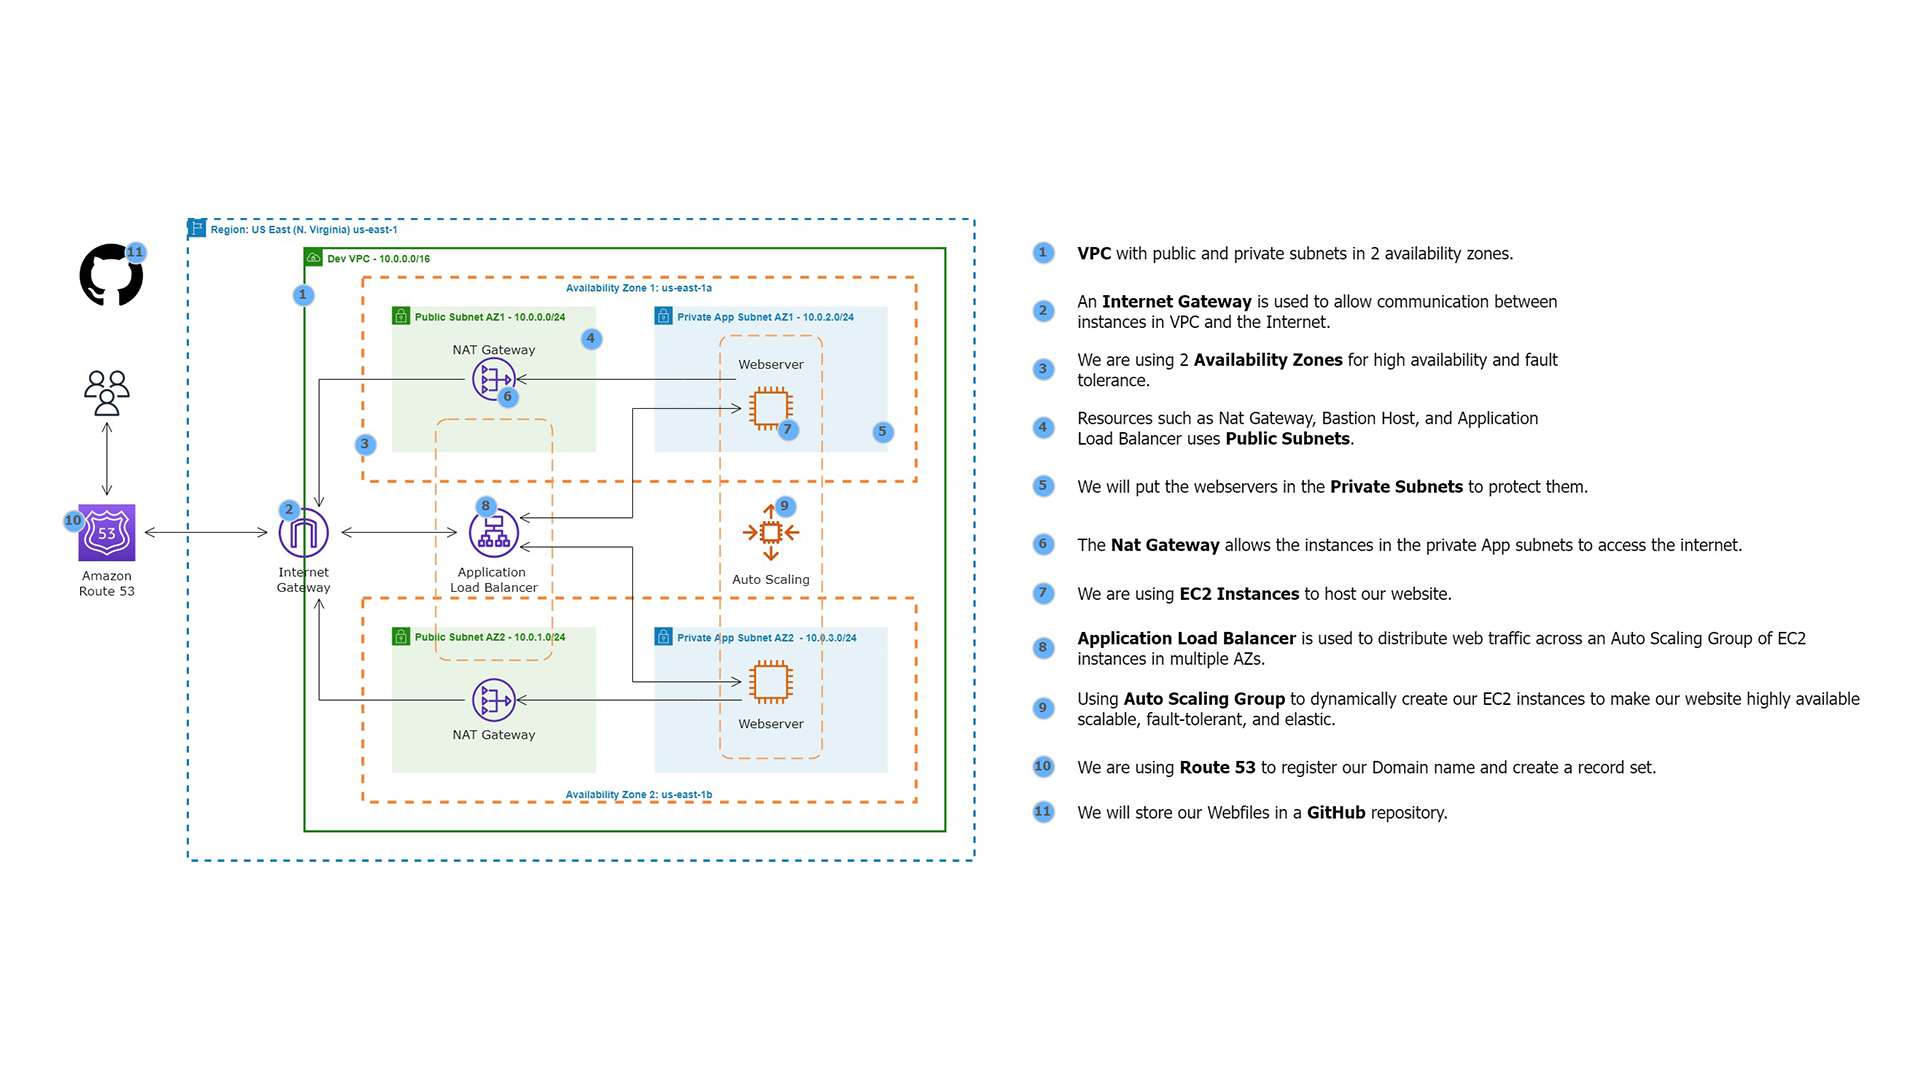 11
Region: US East (N. Virginia) us-east-1
Dev VPC - 10.0.0.0/16
1
Availability Zone 1: us-east-1a
Public Subnet AZ1 - 10.0.0.0/24
4
NAT Gateway
6
3
Private App Subnet AZ1 - 10.0.2.0/24
Webserver
7
5
10
53
Amazon
Route 53
2
Internet
Gateway
8
Application
Load Balancer
9
Auto Scaling
Public Subnet AZ2 - 10.0.1.0/24
NAT Gateway
Private App Subnet AZ2 - 10.0.3.0/24
Webserver
Availability Zone 2: us-east-1b
1 VPC with public and private subnets in 2 availability zones.
2 An Internet Gateway is used to allow communication between
instances in VPC and the Internet.
3 We are using 2 Availability Zones for high availability and fault
tolerance.
4 Resources such as Nat Gateway, Bastion Host, and Application
Load Balancer uses Public Subnets.
5 We will put the webservers in the Private Subnets to protect them.
6 The Nat Gateway allows the instances in the private App subnets to access the internet.
7 We are using EC2 Instances to host our website.
8 Application Load Balancer is used to distribute web traffic across an Auto Scaling Group of EC2
instances in multiple AZs.
9 Using Auto Scaling Group to dynamically create our EC2 instances to make our website highly available
scalable, fault-tolerant, and elastic.
10 We are using Route 53 to register our Domain name and create a record set.
11 We will store our Webfiles in a GitHub repository.